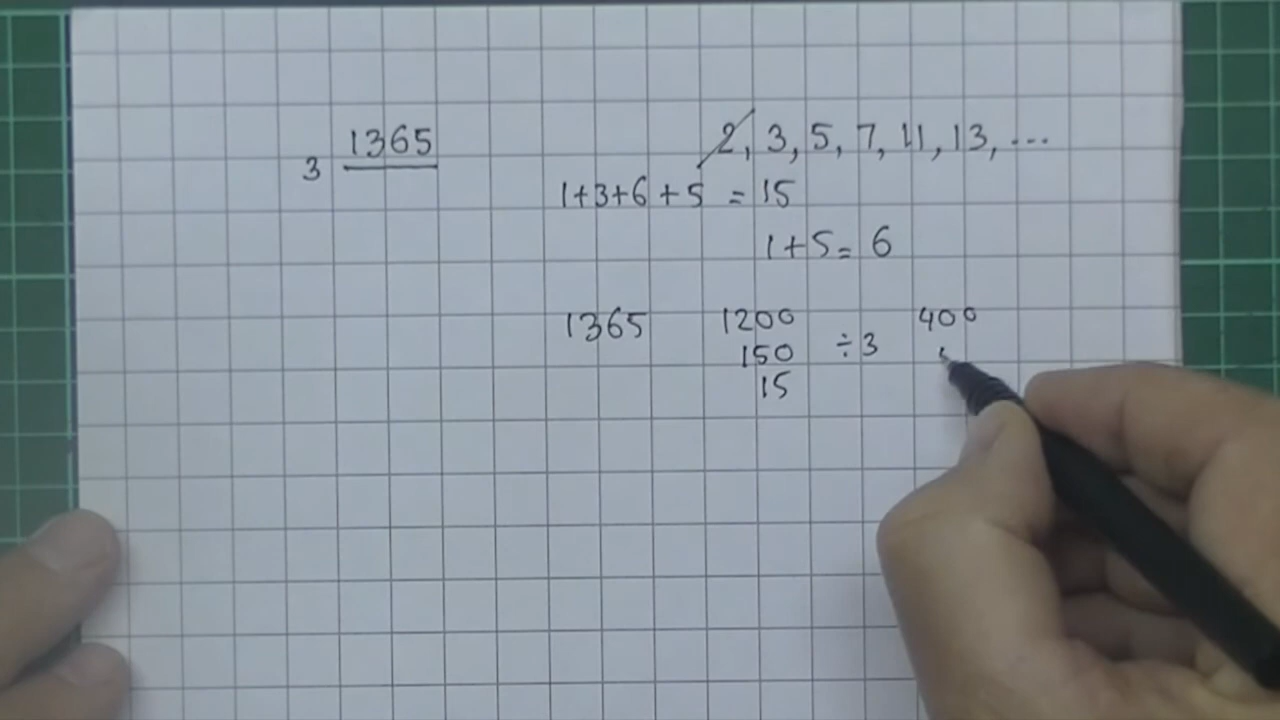 1365 2, 3, 5, 7, 11, 13, ...
3
1+3+6+5 = 15
1+5= 6
1365 1200 400
150 ÷3
15